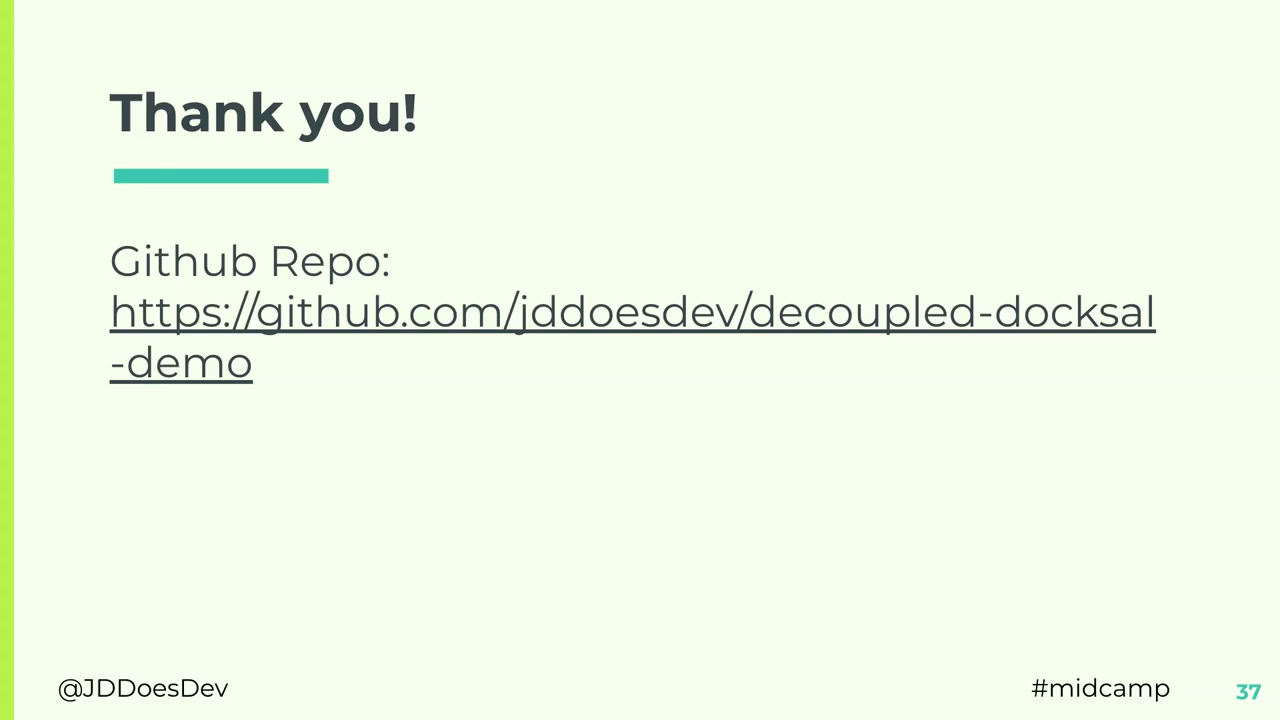 Thank you!
Github Repo:
https://github.com/jddoesdev/decoupled-docksal
-demo
@JDDoesDev
#midcamp
37